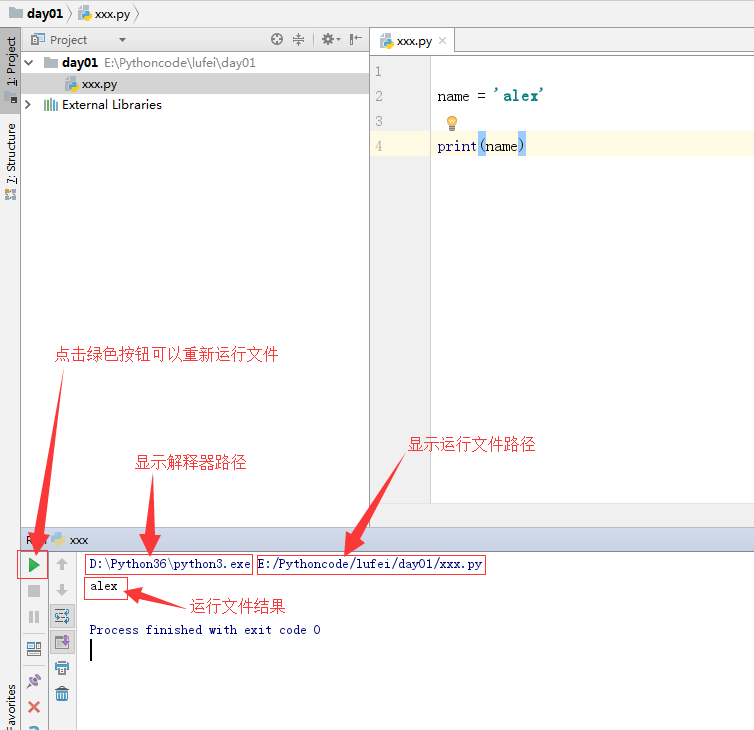 day01 xxx.py
1: Project
Project
xxx.py
day01 E:\Pythoncode\lufei\day01
xxx.py
External Libraries
7: Structure
1
2 name = 'alex'
3
4 print(name)
点击绿色按钮可以重新运行文件
显示解释器路径
显示运行文件路径
xxx
D:\Python36\python3.exe E:/Pythoncode/lufei/day01/xxx.py
alex
运行文件结果
Process finished with exit code 0
Favorites